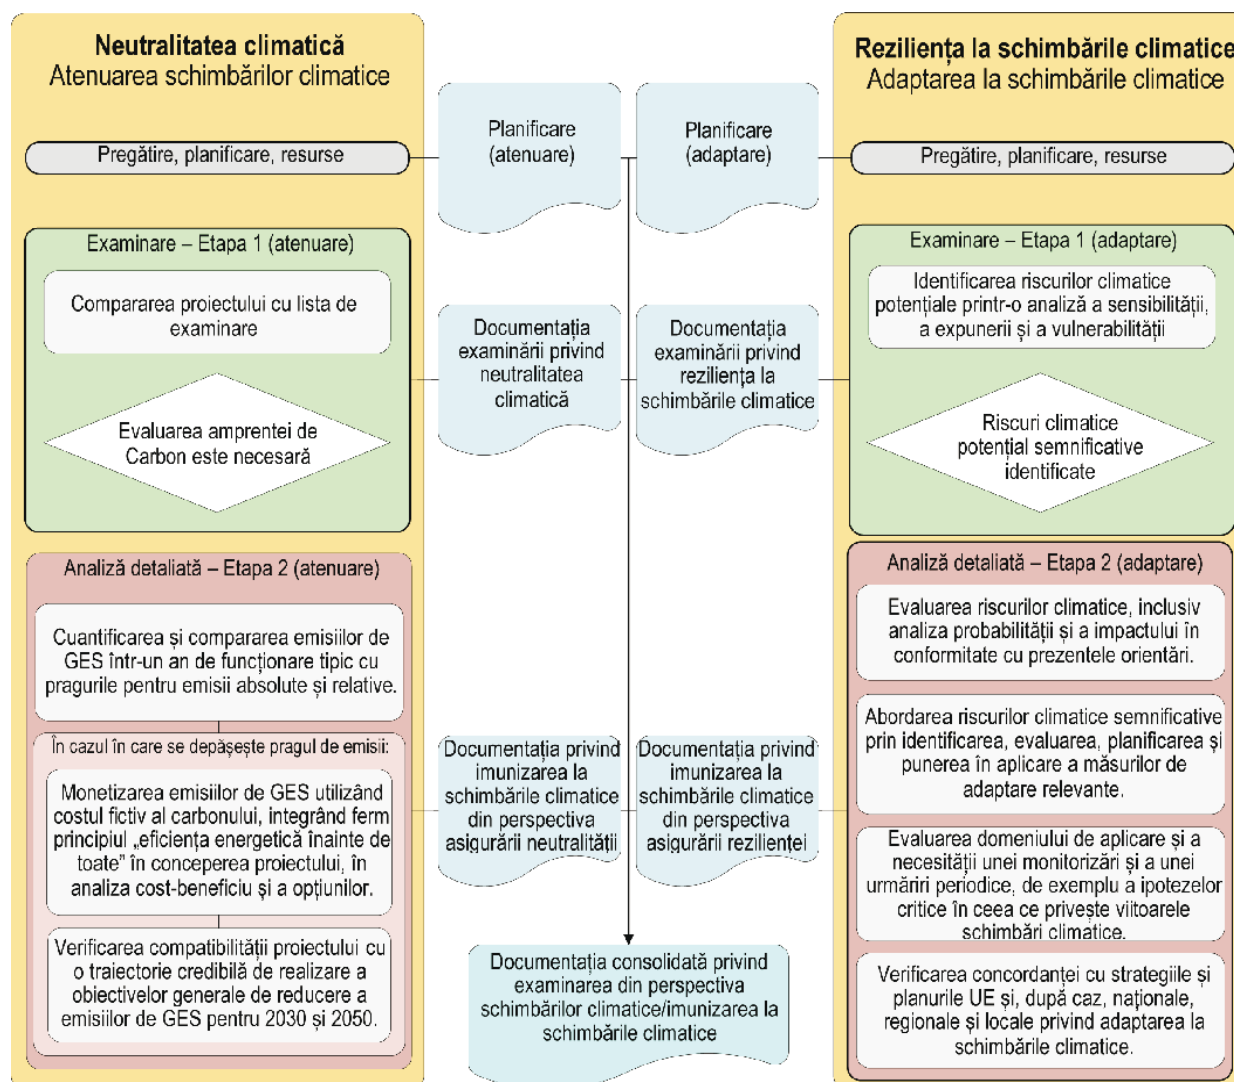 Neutralitatea climatică
Atenuarea schimbărilor climatice
Pregătire, planificare, resurse
Examinare – Etapa 1 (atenuare)
Compararea proiectului cu lista de
examinare
Evaluarea amprentei de
Carbon este necesară
Analiză detaliată – Etapa 2 (atenuare)
Cuantificarea și compararea emisiilor de
GES într-un an de funcționare tipic cu
pragurile pentru emisii absolute și relative.
În cazul în care se depășește pragul de emisii:
Monetizarea emisiilor de GES utilizând
costul fictiv al carbonului, integrând ferm
principiul „eficiența energetică înainte de
toate” în conceperea proiectului, în
analiza cost-beneficiu și a opțiunilor.
Verificarea compatibilității proiectului cu
o traiectorie credibilă de realizare a
obiectivelor generale de reducere a
emisiilor de GES pentru 2030 și 2050.
Planificare
(atenuare)
Planificare
(adaptare)
Documentația
examinării privind
neutralitatea
climatică
Documentația
examinării privind
reziliența la
schimbările climatice
Documentația privind
imunizarea la
schimbările climatice
din perspectiva
asigurării neutralității
Documentația privind
imunizarea la
schimbările climatice
din perspectiva
asigurării rezilienței
Documentația consolidată privind
examinarea din perspectiva
schimbărilor climatice/imunizarea la
schimbările climatice
Reziliența la schimbările climatice
Adaptarea la schimbările climatice
Pregătire, planificare, resurse
Examinare – Etapa 1 (adaptare)
Identificarea riscurilor climatice
potențiale printr-o analiză a sensibilității,
a expunerii și a vulnerabilității
Riscuri climatice
potențial semnificative
identificate
Analiză detaliată – Etapa 2 (adaptare)
Evaluarea riscurilor climatice, inclusiv
analiza probabilității și a impactului în
conformitate cu prezentele orientări.
Abordarea riscurilor climatice semnificative
prin identificarea, evaluarea, planificarea și
punerea în aplicare a măsurilor de
adaptare relevante.
Evaluarea domeniului de aplicare și a
necesității unei monitorizări și a unei
urmăriri periodice, de exemplu a ipotezelor
critice în ceea ce privește viitoarele
schimbări climatice.
Verificarea concordanței cu strategiile și
planurile UE și, după caz, naționale,
regionale și locale privind adaptarea la
schimbările climatice.